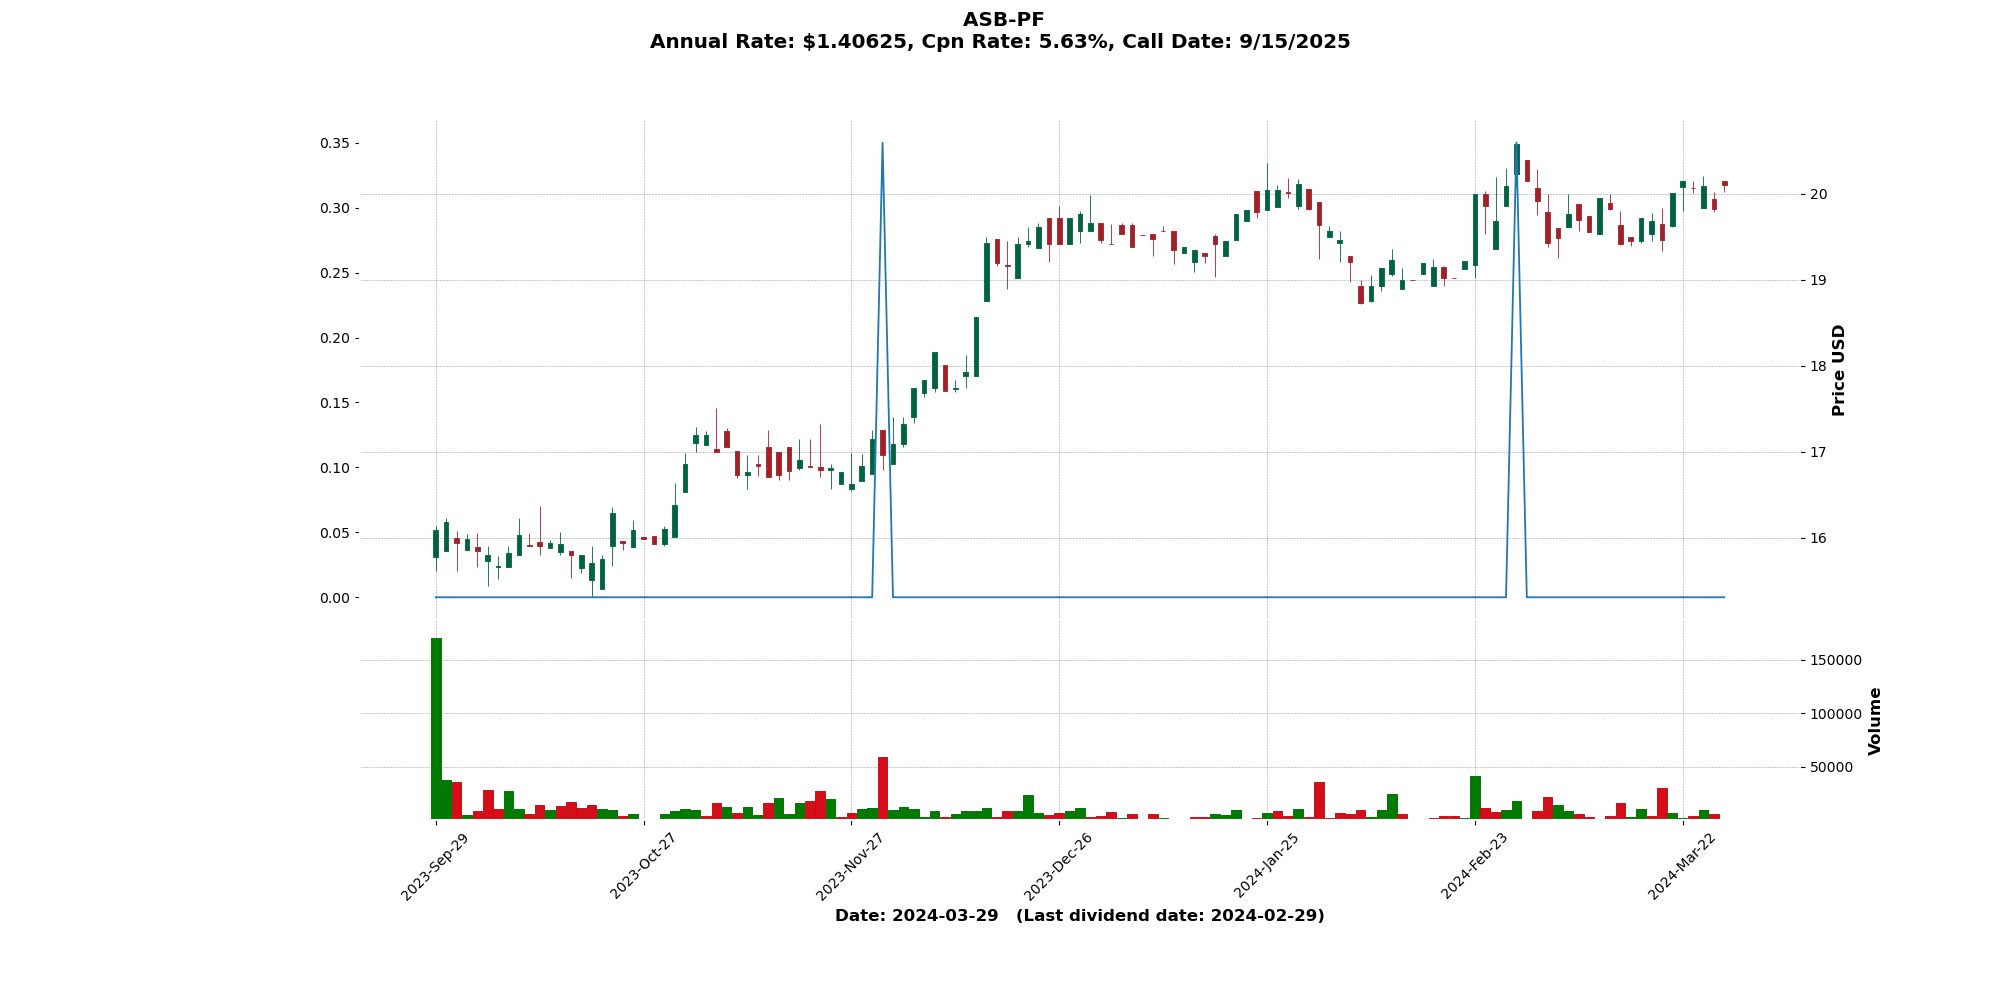 ASB-PF
Annual Rate: $1.40625, Cpn Rate: 5.63%, Call Date: 9/15/2025
0.35
0.30
0.25
0.20
0.15
0.10
0.05
0.00
20
19
18
17
16
Price USD
150000
100000
50000
Volume
2023-Sep-29
2023-Oct-27
2023-Nov-27
2023-Dec-26
2024-Jan-25
2024-Feb-23
2024-Mar-22
Date: 2024-03-29 (Last dividend date: 2024-02-29)